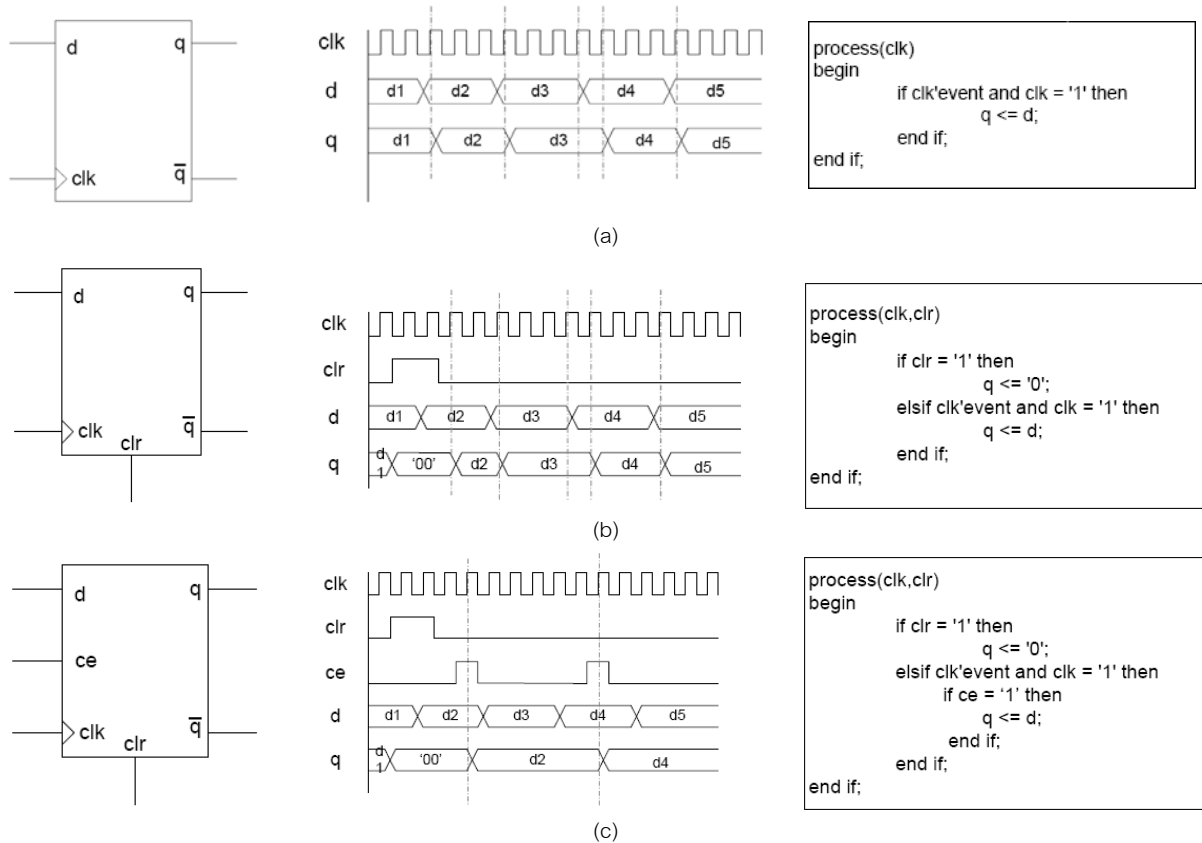 d q
clk q
clk
d d1 d2 d3 d4 d5
q d1 d2 d3 d4 d5
process(clk)
begin
if clk'event and clk = '1' then
q <= d;
end if;
end if;
(a)
d q
clk q
clr
clk
clr
d d1 d2 d3 d4 d5
q d1 '00' d2 d3 d4 d5
process(clk,clr)
begin
if clr = '1' then
q <= '0';
elsif clk'event and clk = '1' then
q <= d;
end if;
end if;
(b)
d q
ce
clk q
clr
clk
clr
ce
d d1 d2 d3 d4 d5
q d1 '00' d2 d4
process(clk,clr)
begin
if clr = '1' then
q <= '0';
elsif clk'event and clk = '1' then
if ce = ‘1’ then
q <= d;
end if;
end if;
end if;
(c)